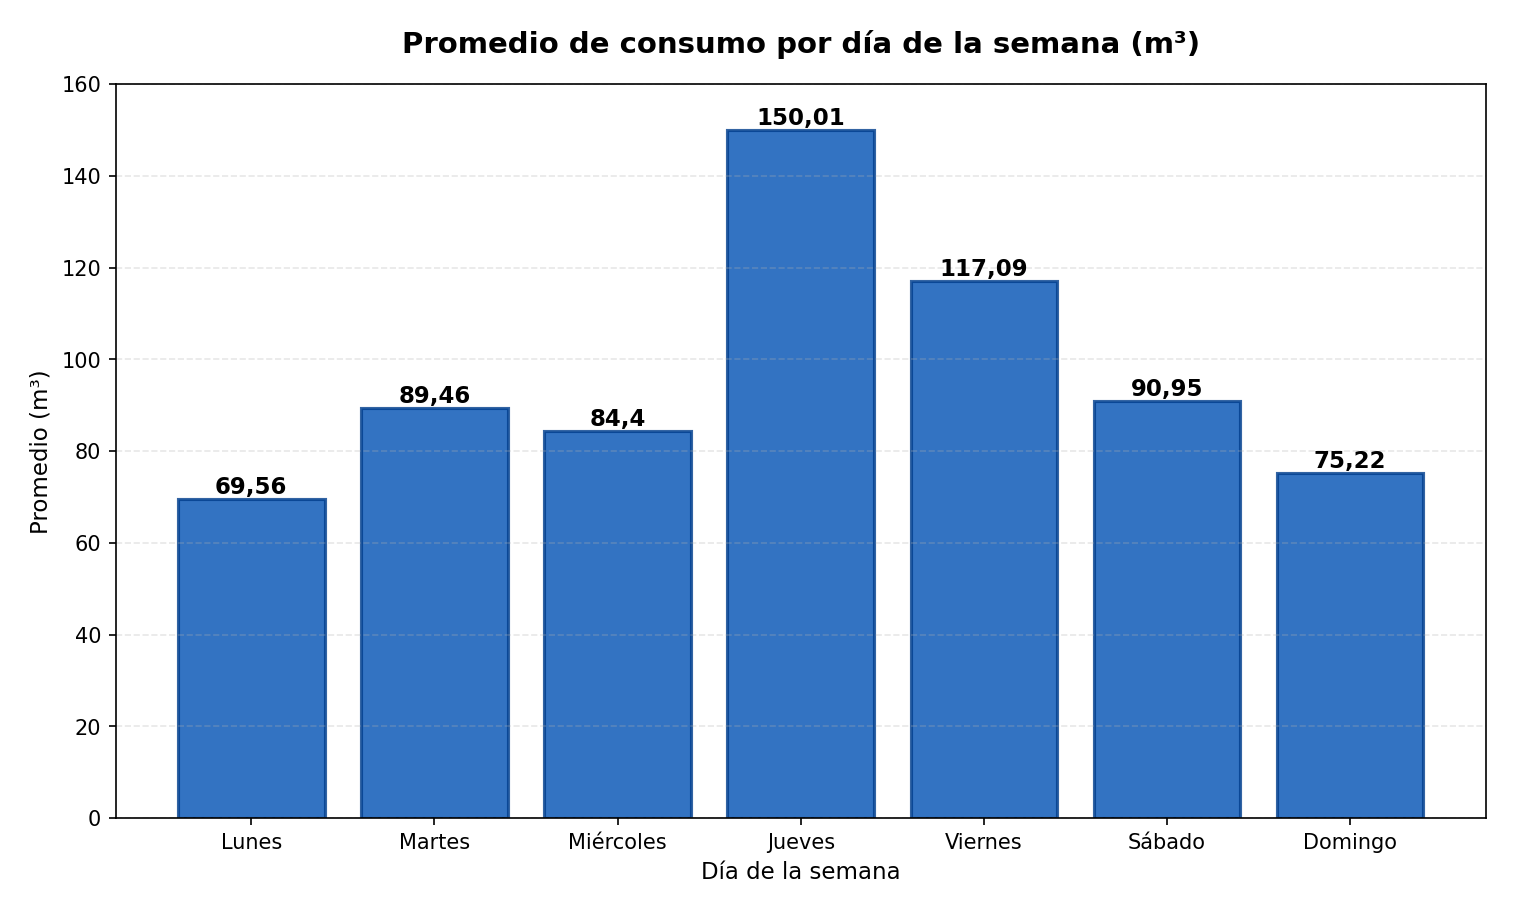 Promedio de consumo por día de la semana (m³)
160
140
120
100
80
60
40
20
0
Promedio (m³)
69,56
89,46
84,4
150,01
117,09
90,95
75,22
Lunes
Martes
Miércoles
Jueves
Viernes
Sábado
Domingo
Día de la semana